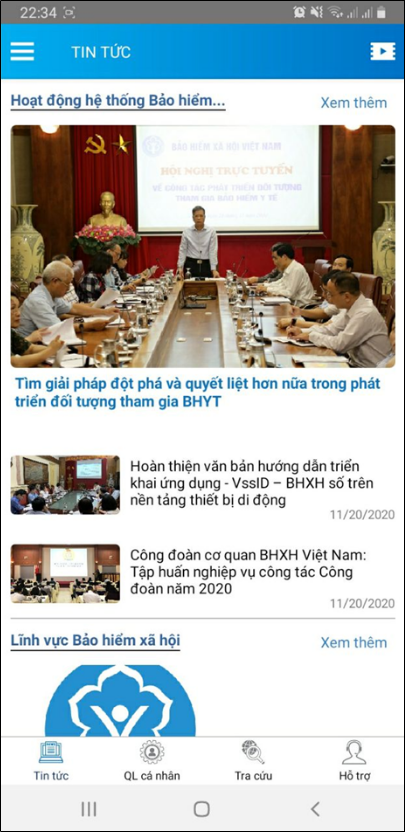 22:34
TIN TỨC
Hoạt động hệ thống Bảo hiểm...
Xem thêm
BẢO HIỂM XÃ HỘI VIỆT NAM
HỘI NGHỊ TRỰC TUYẾN
VỀ CÔNG TÁC PHÁT TRIỂN ĐỐI TƯỢNG
THAM GIA BẢO HIỂM Y TẾ
Tìm giải pháp đột phá và quyết liệt hơn nữa trong phát
triển đối tượng tham gia BHYT
Hoàn thiện văn bản hướng dẫn triển
khai ứng dụng - VssID – BHXH số trên
nền tảng thiết bị di động
11/20/2020
Công đoàn cơ quan BHXH Việt Nam:
Tập huấn nghiệp vụ công tác Công
đoàn năm 2020
11/20/2020
Lĩnh vực Bảo hiểm xã hội
Xem thêm
Tin tức
QL cá nhân
Tra cứu
Hỗ trợ